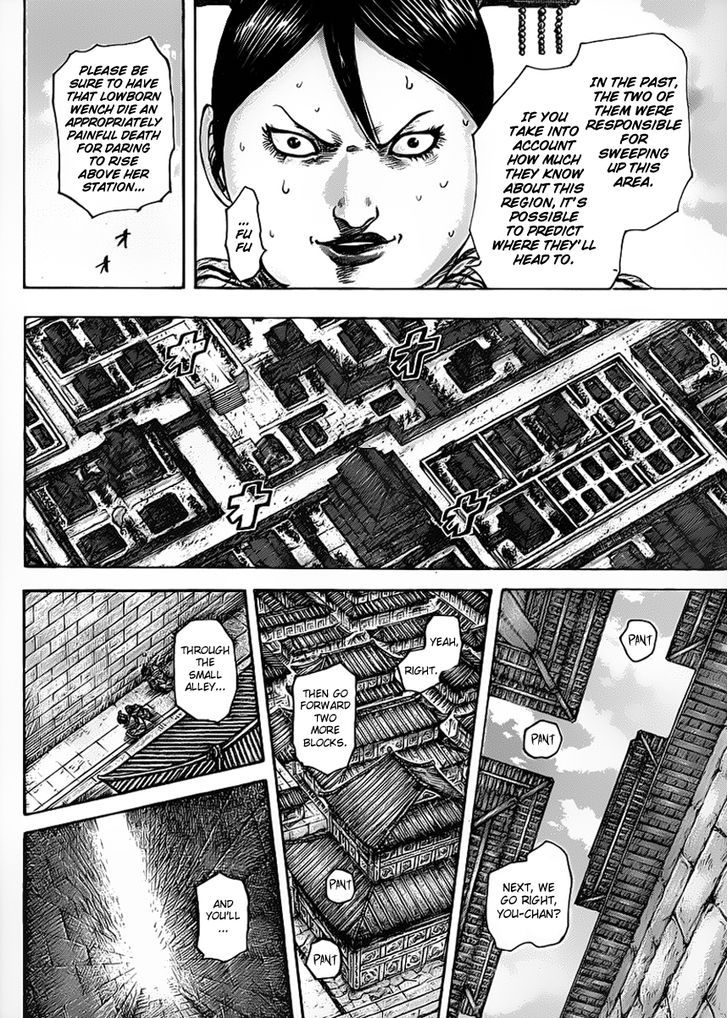 IN THE PAST,
THE TWO OF
THEM WERE
RESPONSIBLE
FOR
SWEEPING
UP THIS
AREA.
IF YOU
TAKE INTO
ACCOUNT
HOW MUCH
THEY KNOW
ABOUT THIS
REGION, IT'S
POSSIBLE
TO PREDICT
WHERE THEY'LL
HEAD TO.
...
FU
FU
PLEASE BE
SURE TO HAVE
THAT LOWBORN
WENCH DIE AN
APPROPRIATELY
PAINFUL DEATH
FOR DARING
TO RISE
ABOVE HER
STATION...
オ
オ
オ
オ
PANT
PANT
NEXT, WE
GO RIGHT,
YOU-CHAN?
YEAH,
RIGHT.
THEN GO
FORWARD
TWO
MORE
BLOCKS.
PANT
PANT
THROUGH
THE
SMALL
ALLEY...
AND
YOU'LL
...